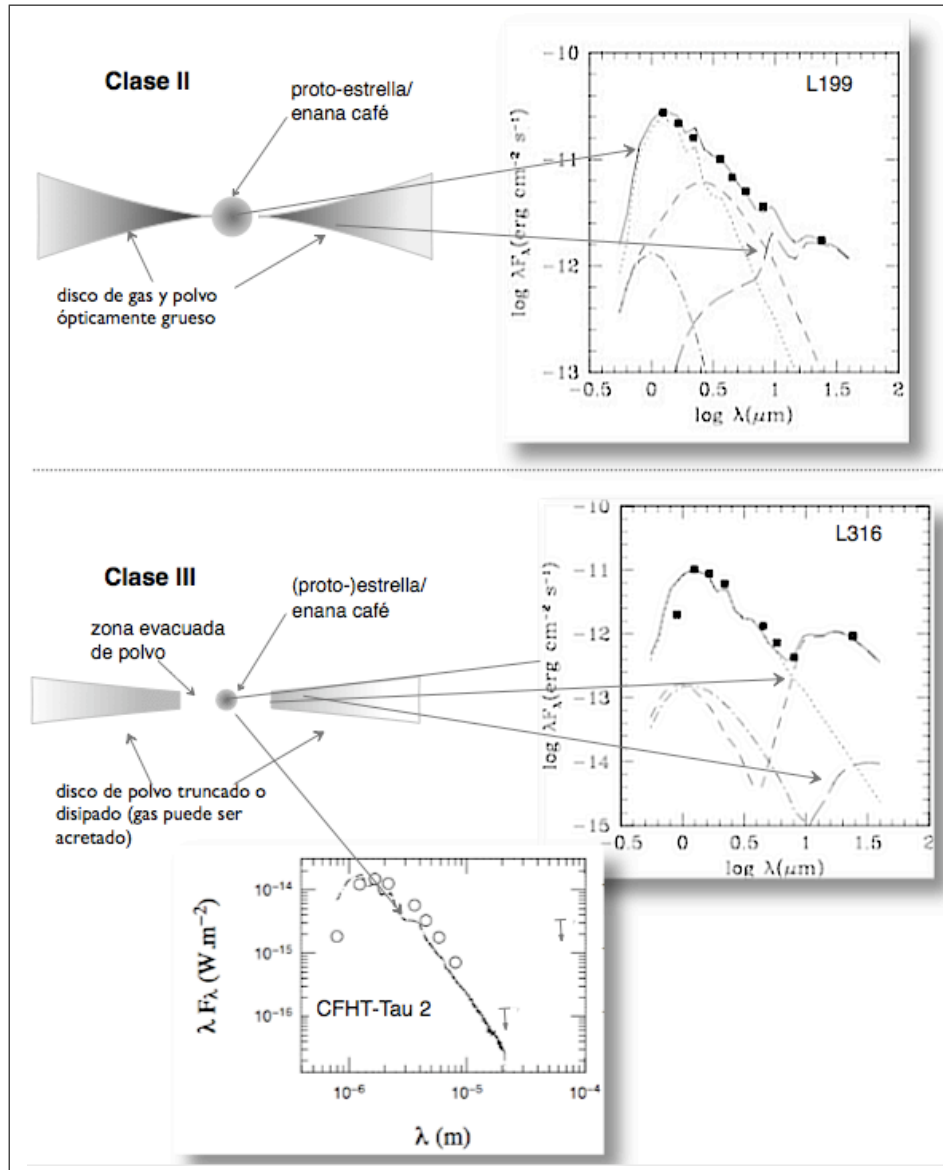 Clase II
proto-estrella/
enana café
disco de gas y polvo
ópticamente grueso
L199
log λF_λ(erg cm⁻² s⁻¹)
-10
-11
-12
-13
-0.5 0 0.5 1 1.5 2
log λ(μm)
Clase III
(proto-)estrella/
enana café
zona evacuada
de polvo
disco de polvo truncado o
disipado (gas puede ser
acretado)
L316
log λF_λ(erg cm⁻² s⁻¹)
-10
-11
-12
-13
-14
-15
-0.5 0 0.5 1 1.5 2
log λ(μm)
λ F_λ (W.m⁻²)
10⁻¹⁴
10⁻¹⁵
10⁻¹⁶
CFHT-Tau 2
10⁻⁶ 10⁻⁵ 10⁻⁴
λ (m)